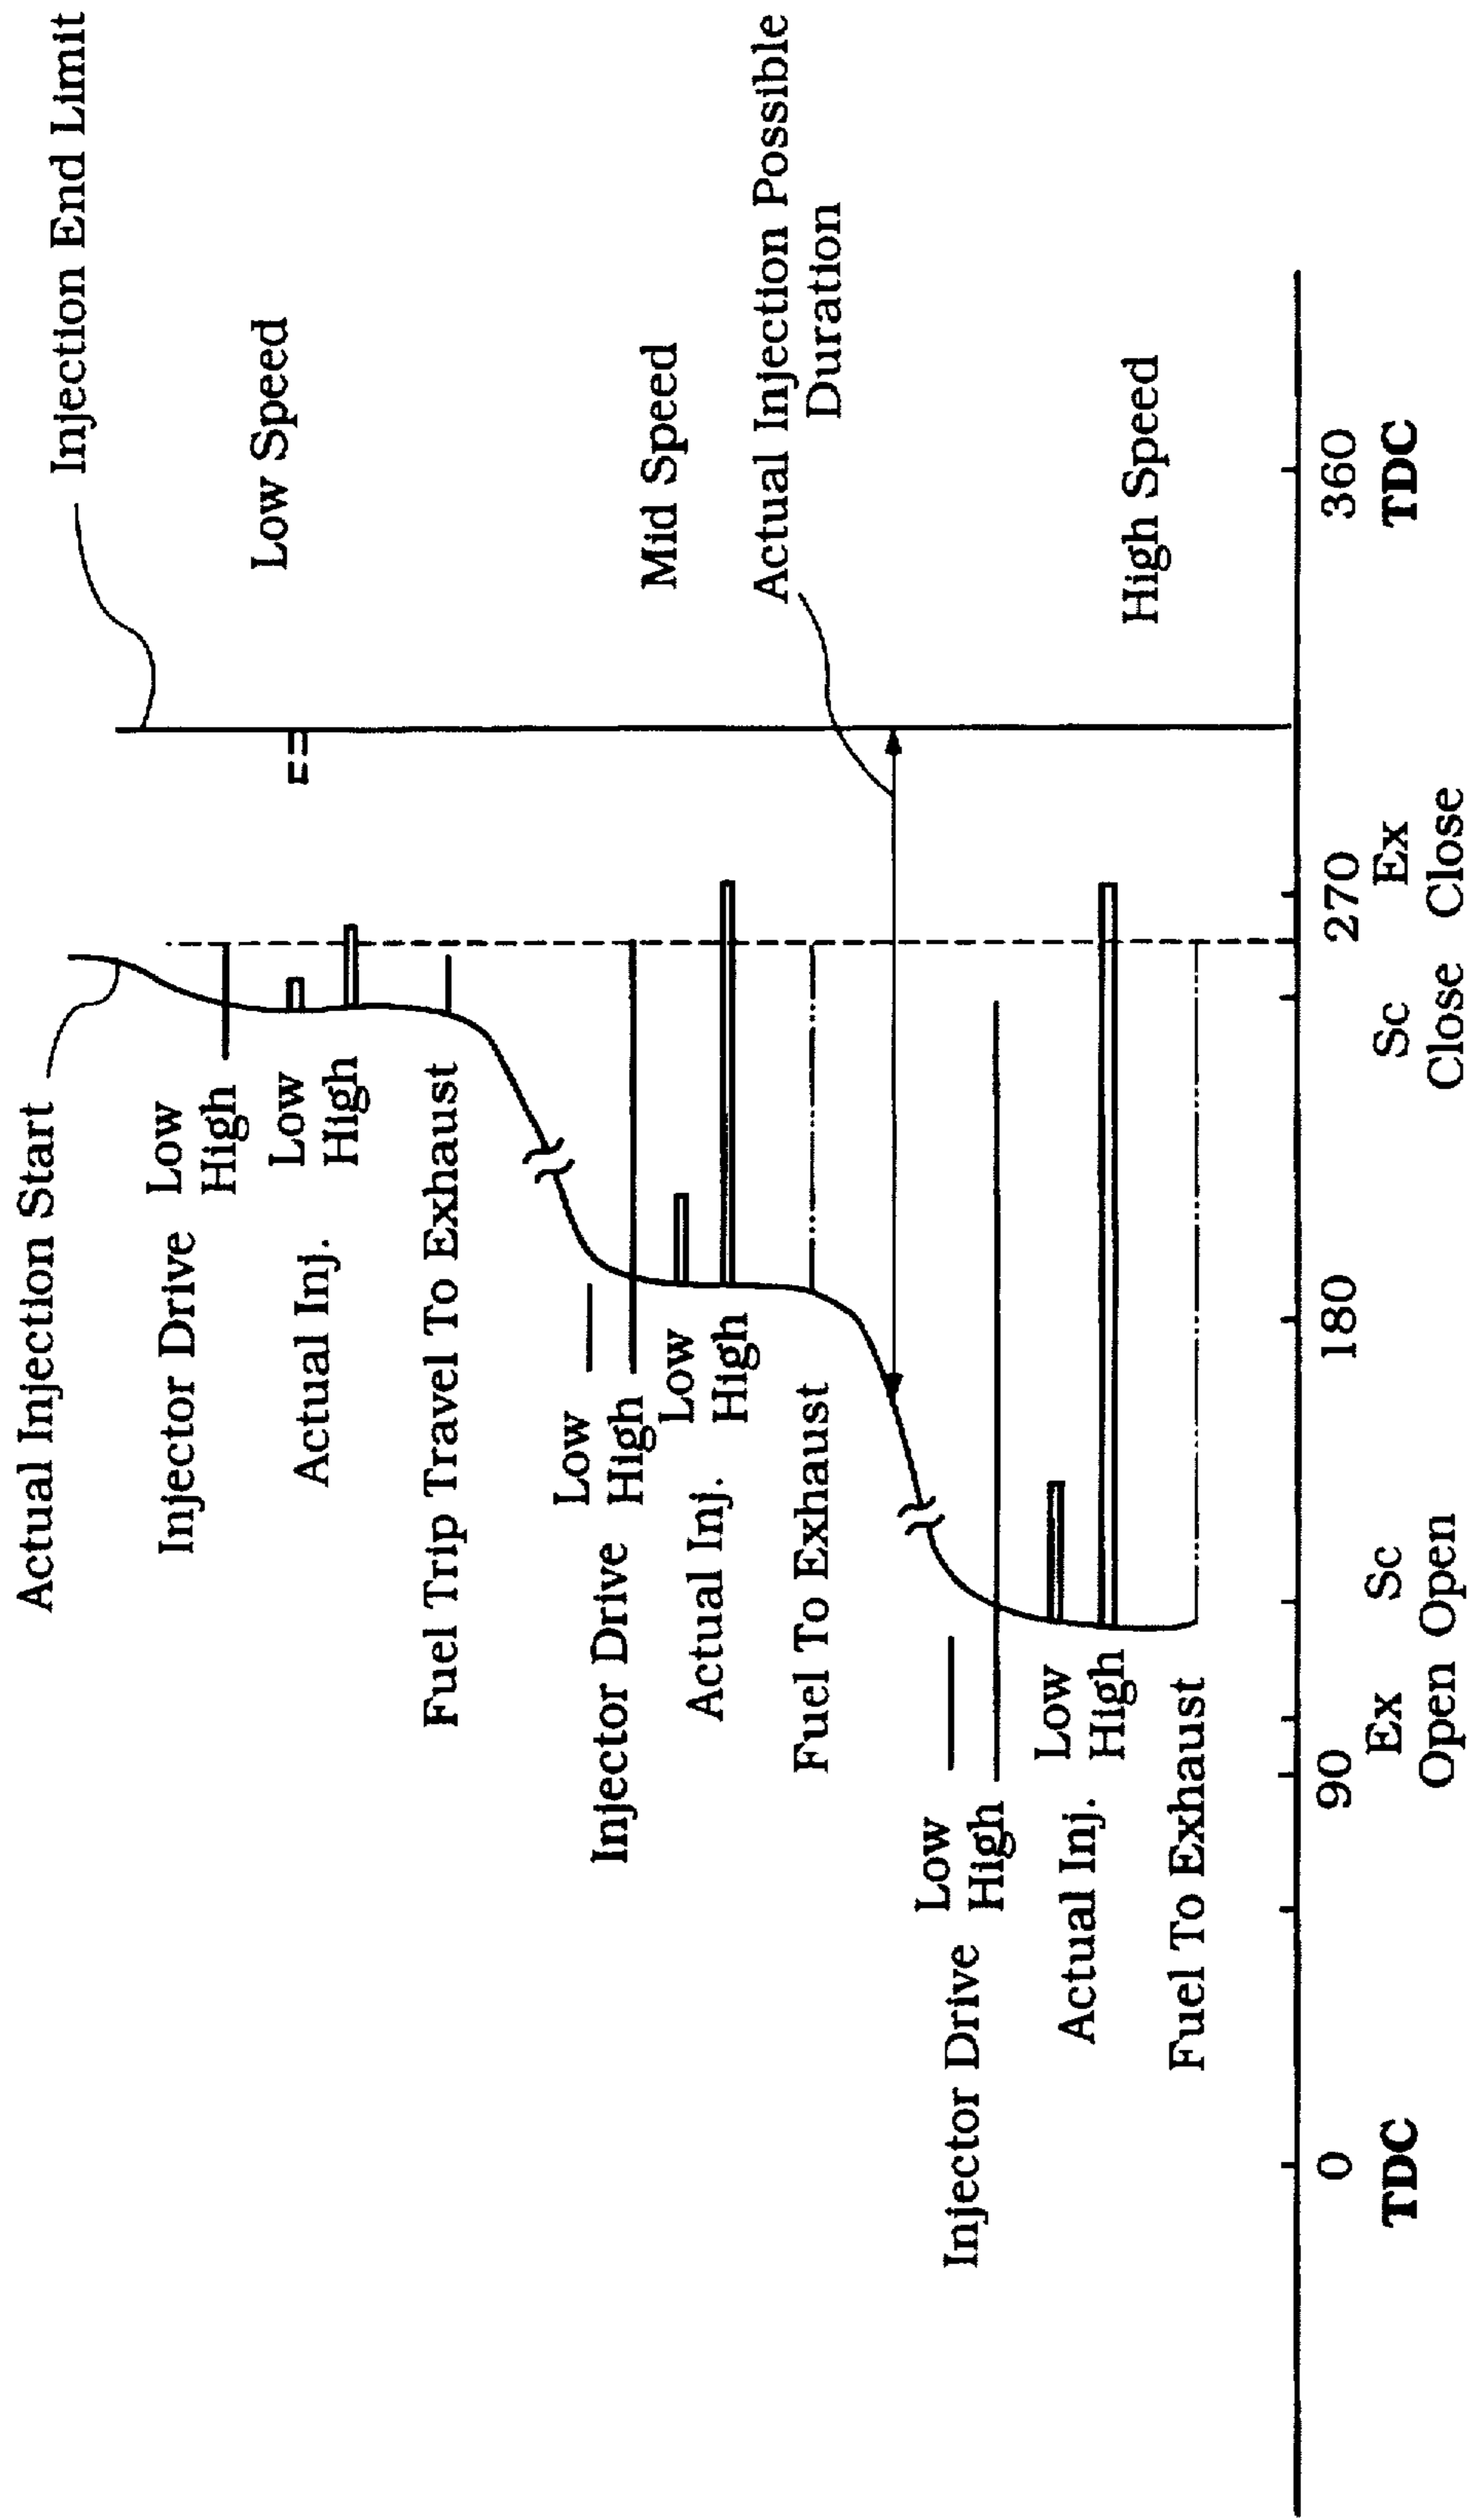 Actual Injection Start
Injection End Limit
Injector Drive
Low
High
Low Speed
Actual Inj.
Low
High
Fuel Trip Travel To Exhaust
Injector Drive
Low
High
Mid Speed
Actual Inj.
Low
High
Actual Injection Possible
Duration
Fuel To Exhaust
Injector Drive
Low
High
Actual Inj.
Low
High
High Speed
Fuel To Exhaust
0
90
180
270
360
TDC
Ex
Sc
Sc
Ex
TDC
Open
Open
Close
Close